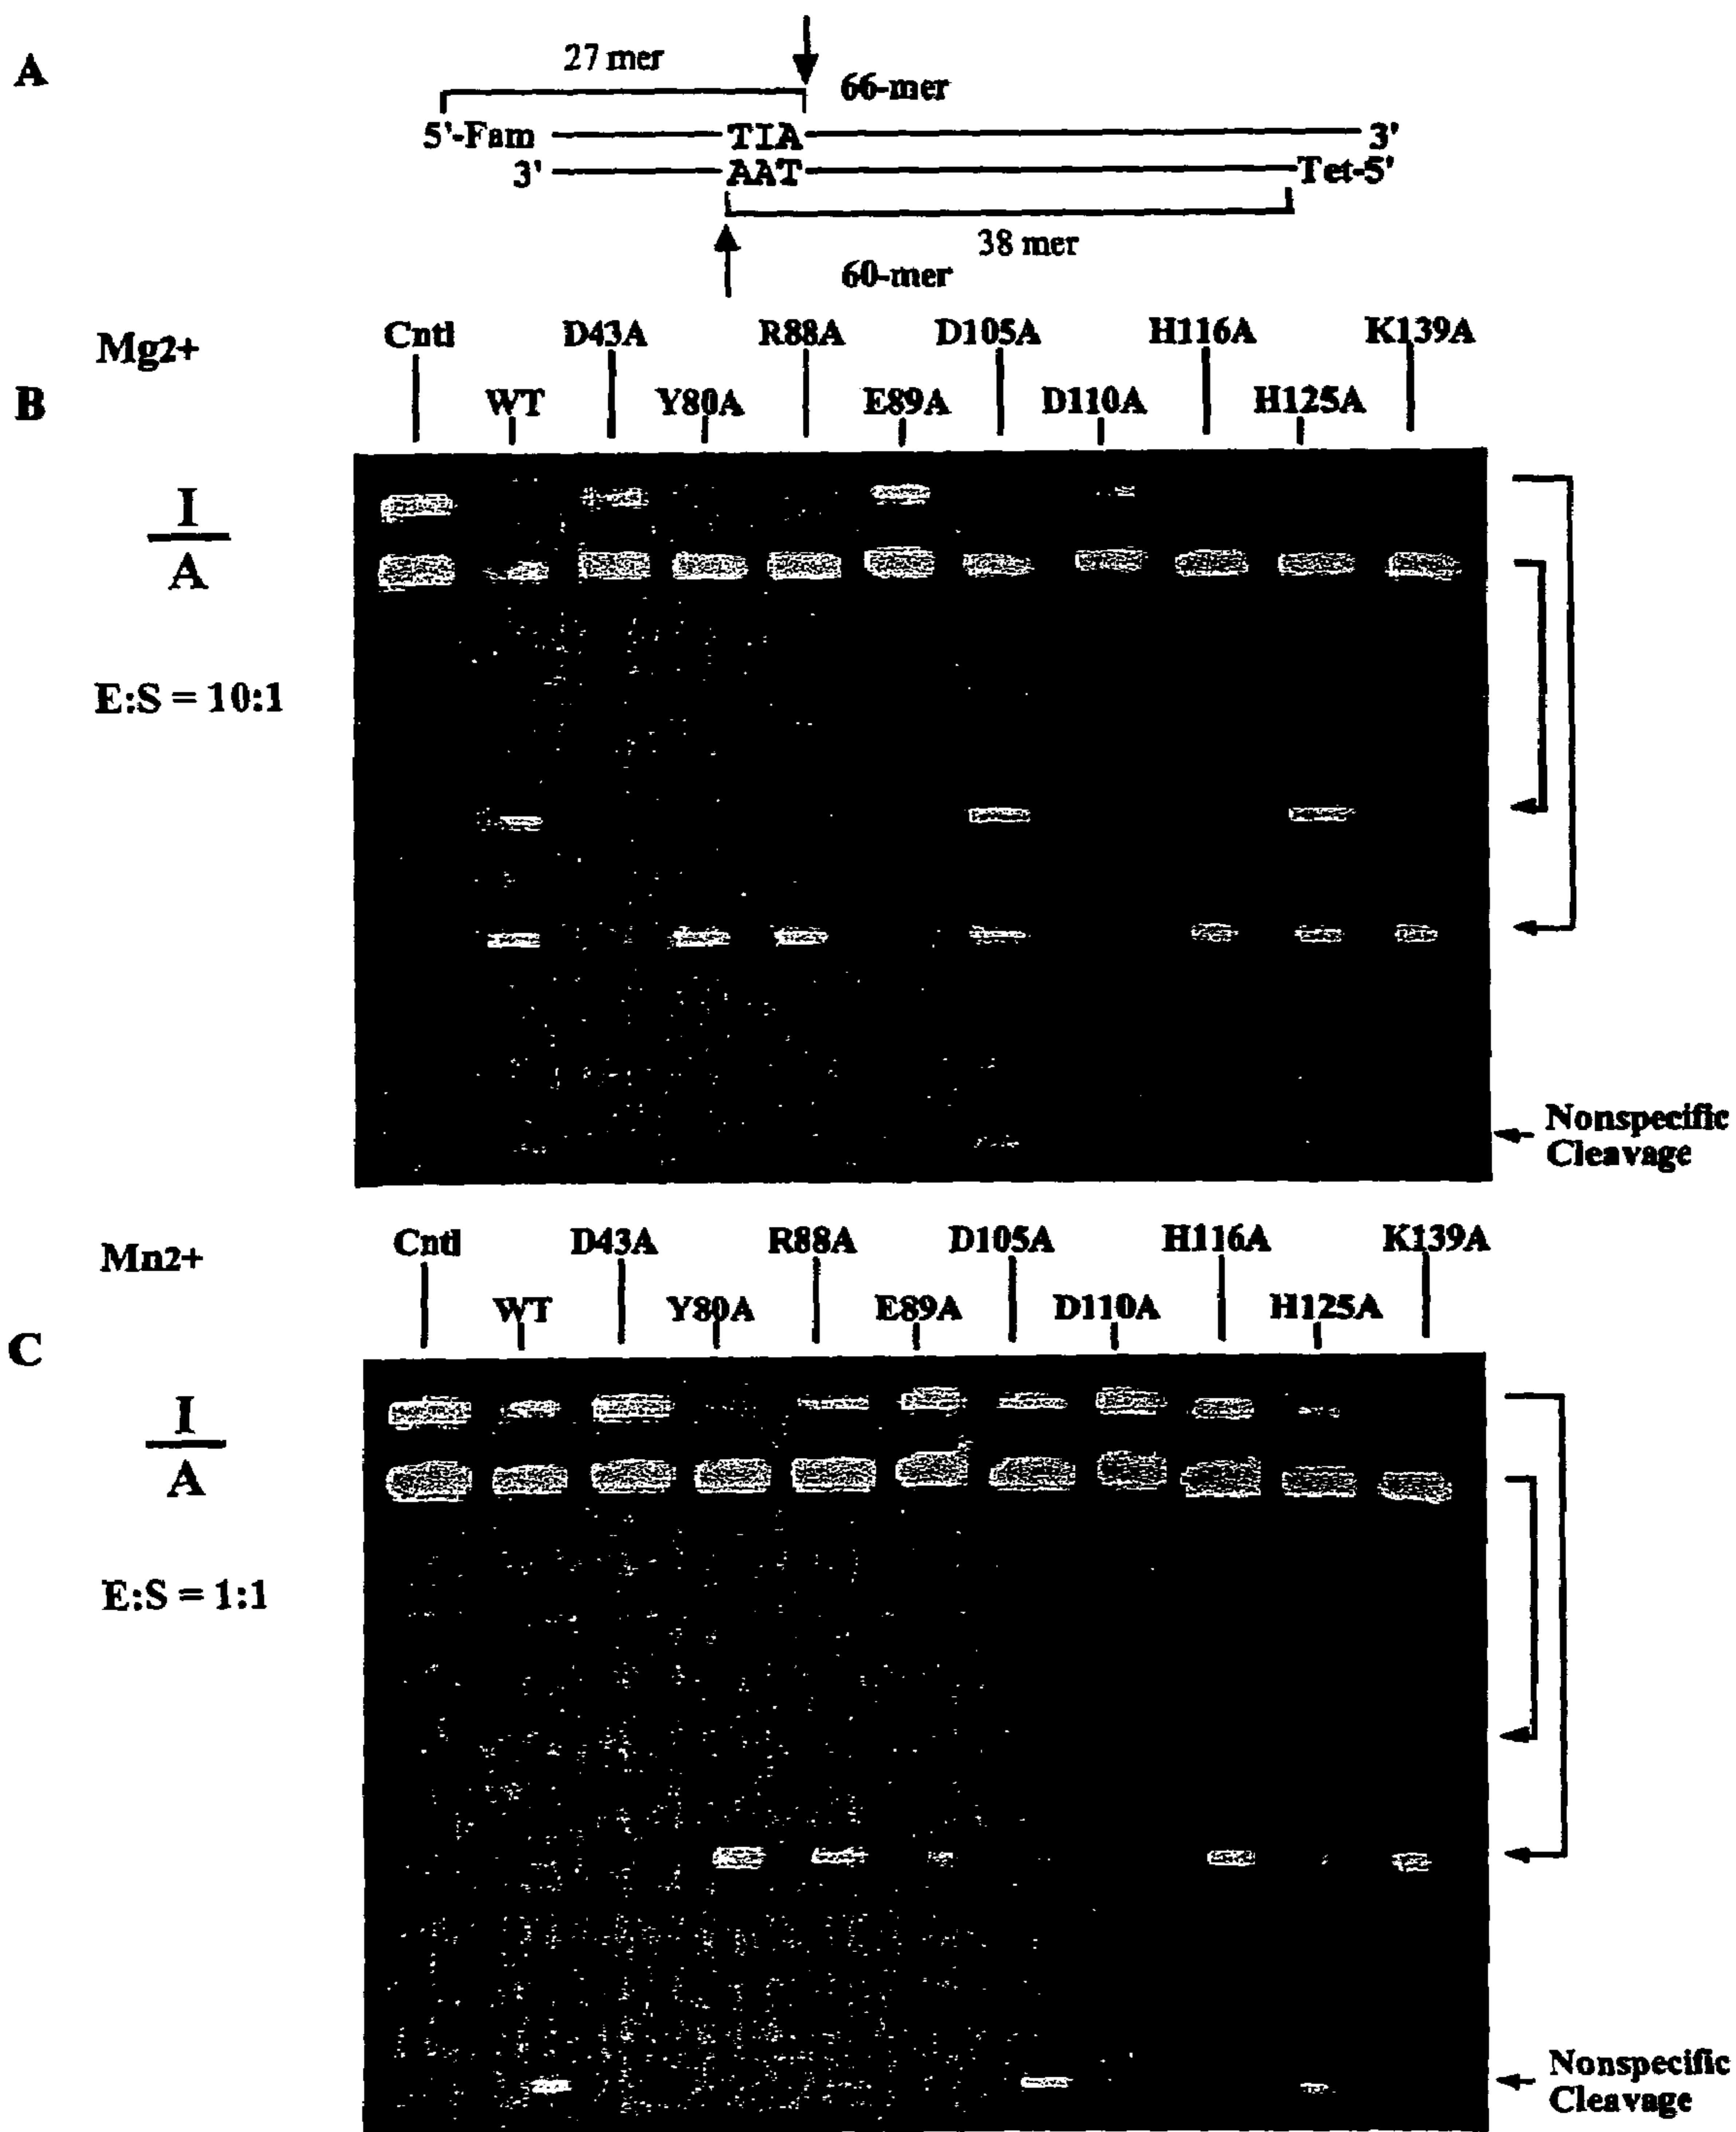 A
27 mer
66-mer
5'-Fam TIA 3'
3' AAT Tet-5'
38 mer
60-mer
Mg2+
Cntl D43A R88A D105A H116A K139A
B
WT Y80A E89A D110A H125A
I
A
E:S = 10:1
Nonspecific
Cleavage
Mn2+
Cntl D43A R88A D105A H116A K139A
WT Y80A E89A D110A H125A
C
I
A
E:S = 1:1
Nonspecific
Cleavage